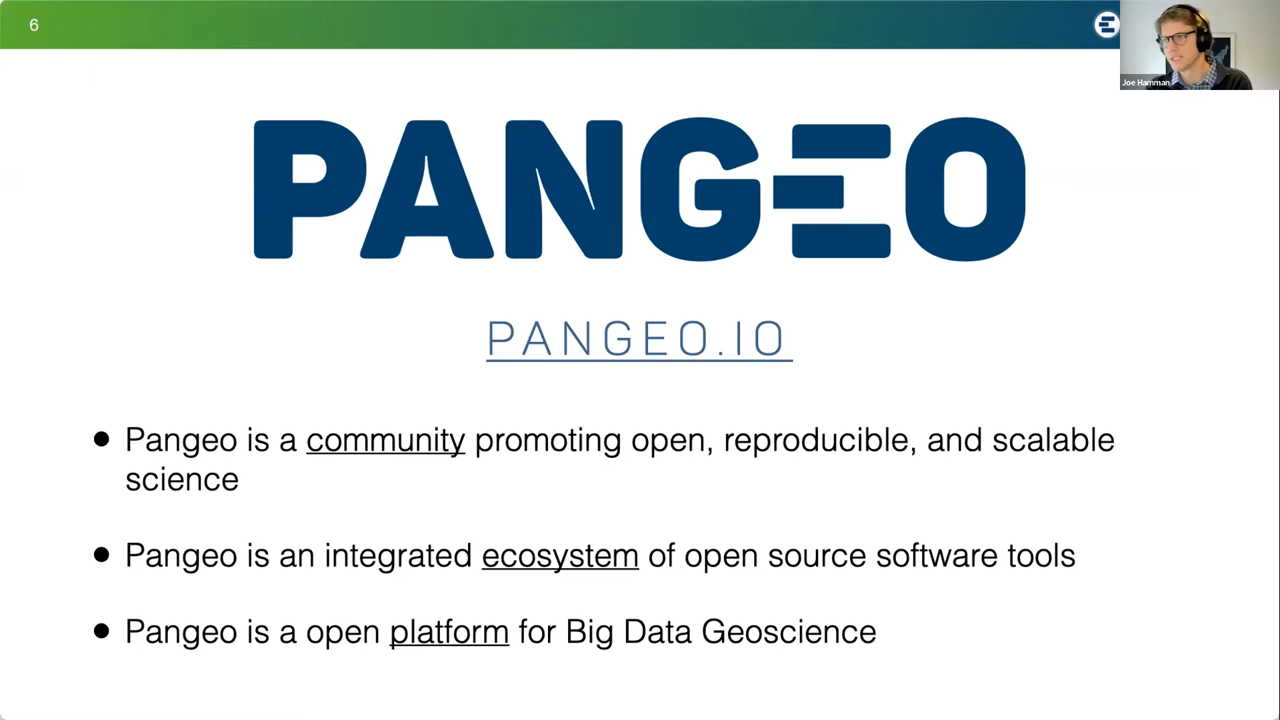 6
Joe Hamman
PANGEO
PANGEO.IO
• Pangeo is a community promoting open, reproducible, and scalable
science
• Pangeo is an integrated ecosystem of open source software tools
• Pangeo is a open platform for Big Data Geoscience